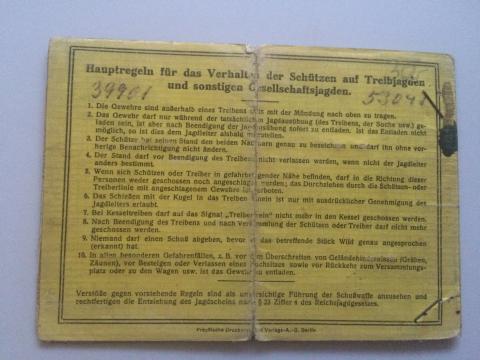 Hauptregeln für das Verhalten der Schützen auf Treibjagden
und sonstigen Gesellschaftsjagden.
39901
1. Die Gewehre sind außerhalb eines Treibens stets mit der Mündung nach oben zu tragen.
2. Das Gewehr darf nur während der tatsächlichen Jagdausübung (des Treibens, der Suche usw.) ge-
laden sein, ist also nach Beendigung der Jagdausübung sofort zu entladen. Ist das Entladen nicht
möglich, so ist dies dem Jagdleiter alsbald mitzuteilen.
3. Der Schütze hat seinen Stand den beiden Nachbarn genau zu bezeichnen und darf ihn ohne vor-
herige Benachrichtigung nicht ändern.
4. Der Stand darf vor Beendigung des Treibens nicht verlassen werden, wenn nicht der Jagdleiter
anders bestimmt.
5. Wenn sich Schützen oder Treiber in gefahrbringender Nähe befinden, darf in die Richtung dieser
Personen weder geschossen noch angeschlagen werden; das Durchziehen durch die Schützen- oder
Treiberlinie mit angeschlagenem Gewehr ist verboten.
6. Das Schießen mit der Kugel in das Treiben hinein ist nur mit ausdrücklicher Genehmigung des
Jagdleiters erlaubt.
7. Bei Kesseltreiben darf auf das Signal „Treiber rein" nicht mehr in den Kessel geschossen werden.
8. Nach Beendigung des Treibens und nach Versammlung der Schützen oder Treiber darf nicht mehr
geschossen werden.
9. Niemand darf einen Schuß abgeben, bevor er das betreffende Stück Wild genau angesprochen
(erkannt) hat.
10. In allen besonderen Gefahrenfällen, z. B. vor dem Überschreiten von Geländehindernissen (Gräben,
Zäunen), vor Besteigen oder Verlassen eines Hochsitzes sowie vor Rückkehr zum Versammlungs-
platz oder zu den Wagen usw. ist das Gewehr zu entladen.
Verstöße gegen vorstehende Regeln sind als unvorsichtige Führung der Schußwaffe anzusehen und
rechtfertigen die Entziehung des Jagdscheins nach § 23 Ziffer 4 des Reichsjagdgesetzes.
Preußische Druckerei- und Verlags-A.-G. Berlin